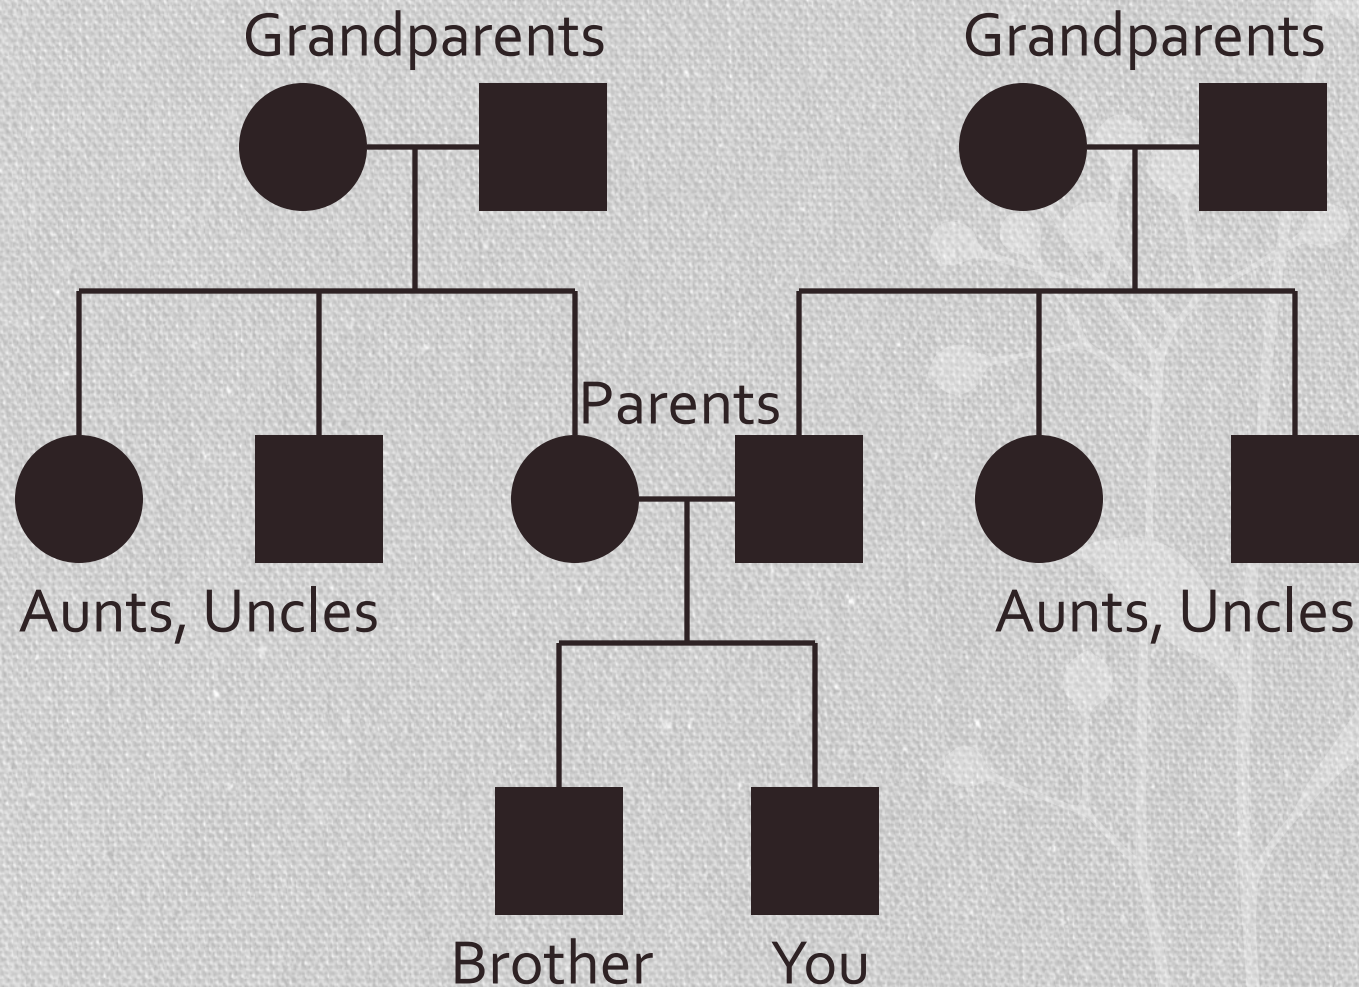 Grandparents
Grandparents
Parents
Aunts, Uncles
Aunts, Uncles
Brother
You